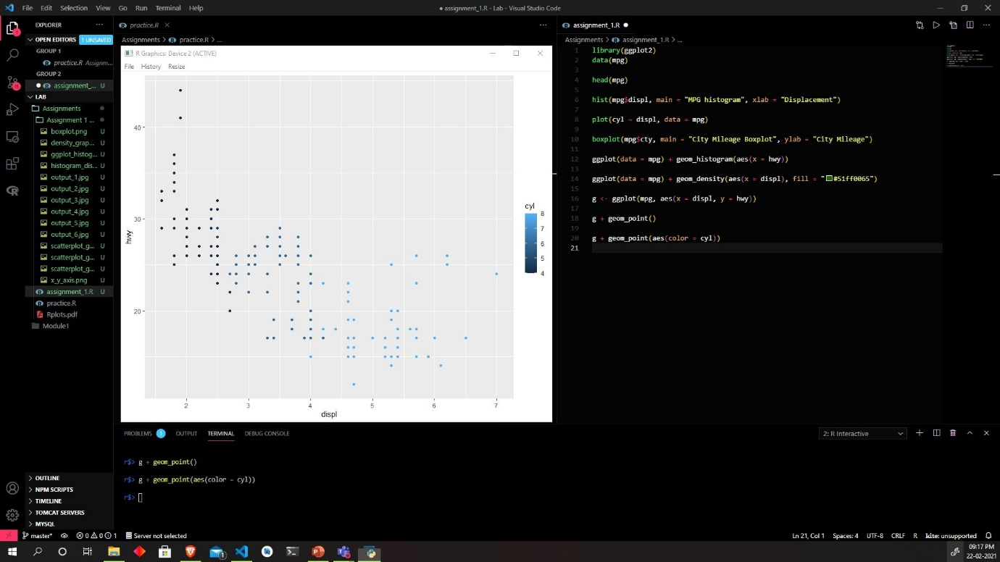 File Edit Selection View Go Run Terminal Help
● assignment_1.R - Lab - Visual Studio Code
EXPLORER ···
OPEN EDITORS 1 UNSAVED
GROUP 1
practice.R Assignm...
GROUP 2
● assignment_... U
LAB
Assignments
Assignment 1 ...
boxplot.png U
density_grap... U
ggplot_histog... U
histogram_dis... U
output_1.jpg U
output_2.jpg U
output_3.jpg U
output_4.jpg U
output_5.jpg U
output_6.jpg U
scatterplot_g... U
scatterplot_g... U
scatterplot_g... U
x_y_axis.png U
assignment_1.R U
practice.R
Rplots.pdf
Module1
OUTLINE
NPM SCRIPTS
TIMELINE
TOMCAT SERVERS
MYSQL
1
15
practice.R
Assignments > practice.R > ...
R Graphics: Device 2 (ACTIVE)
File History Resize
40
30
20
hwy
2 3 4 5 6 7
displ
cyl
8
7
6
5
4
assignment_1.R ●
Assignments > assignment_1.R > ...
1 library(ggplot2)
2 data(mpg)
3
4 head(mpg)
5
6 hist(mpg$displ, main = "MPG histogram", xlab = "Displacement")
7
8 plot(cyl ~ displ, data = mpg)
9
10 boxplot(mpg$cty, main = "City Mileage Boxplot", ylab = "City Mileage")
11
12 ggplot(data = mpg) + geom_histogram(aes(x = hwy))
13
14 ggplot(data = mpg) + geom_density(aes(x = displ), fill = "#51ff0065")
15
16 g <- ggplot(mpg, aes(x = displ, y = hwy))
17
18 g + geom_point()
19
20 g + geom_point(aes(color = cyl))
21
PROBLEMS 1 OUTPUT TERMINAL DEBUG CONSOLE
2: R Interactive
r$> g + geom_point()
r$> g + geom_point(aes(color = cyl))
r$>
master* 0 0 1 Server not selected
Ln 21, Col 1 Spaces: 4 UTF-8 CRLF R kite: unsupported
1
09:17 PM
22-02-2021